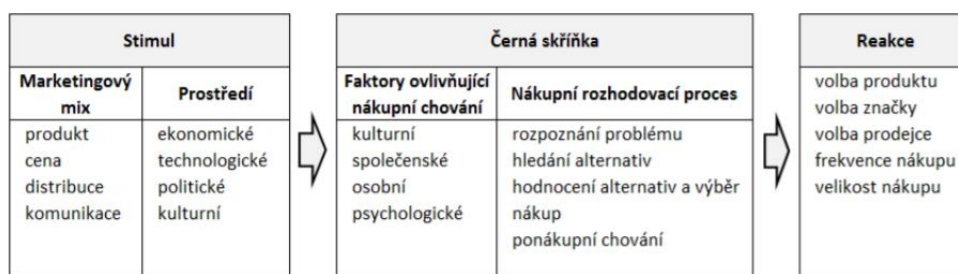 Stimul
Marketingový
mix
Prostředí
produkt
cena
distribuce
komunikace
ekonomické
technologické
politické
kulturní
Černá skříňka
Faktory ovlivňující
nákupní chování
Nákupní rozhodovací proces
kulturní
společenské
osobní
psychologické
rozpoznání problému
hledání alternativ
hodnocení alternativ a výběr
nákup
ponákupní chování
Reakce
volba produktu
volba značky
volba prodejce
frekvence nákupu
velikost nákupu